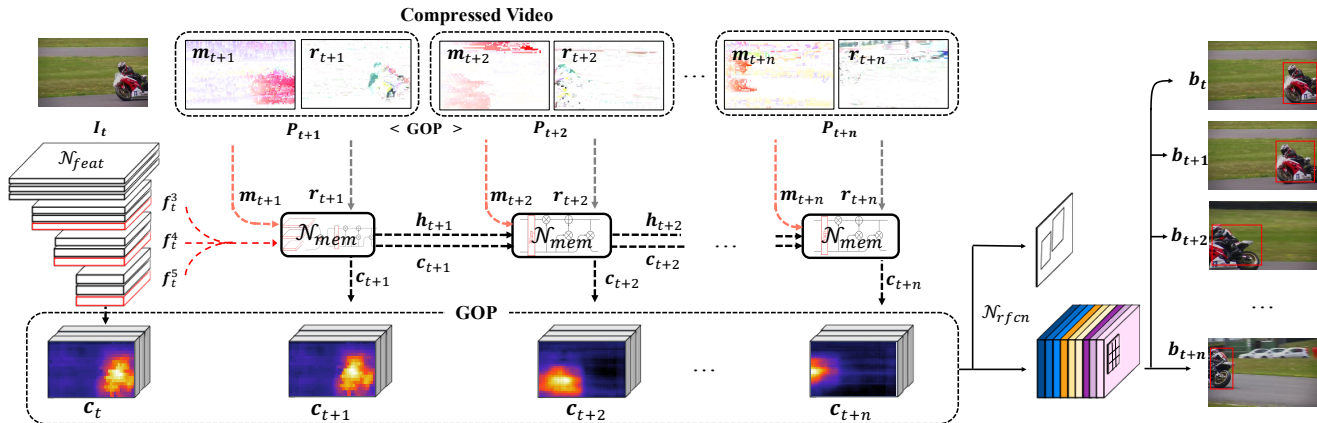 Compressed Video
m_{t+1} r_{t+1} m_{t+2} r_{t+2} ... m_{t+n} r_{t+n}
I_t P_{t+1} < GOP > P_{t+2} P_{t+n}
𝒩_{feat}
m_{t+1} r_{t+1} m_{t+2} r_{t+2} m_{t+n} r_{t+n}
f_t^3
f_t^4
f_t^5
𝒩_{mem} h_{t+1} 𝒩_{mem} h_{t+2} ... 𝒩_{mem}
c_{t+1} c_{t+2}
c_{t+1} c_{t+2} c_{t+n}
GOP
...
c_t c_{t+1} c_{t+2} c_{t+n}
𝒩_{rfcn}
b_t
b_{t+1}
b_{t+2}
...
b_{t+n}